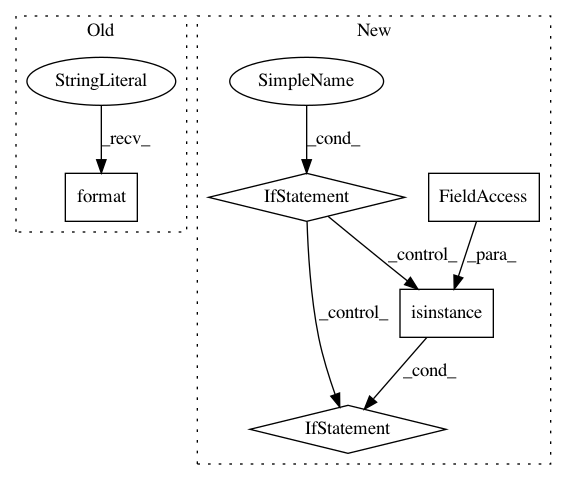 Old
New
StringLiteral
SimpleName
_recv_
_cond_
format
IfStatement
FieldAccess
_control_
_para_
_control_
isinstance
_cond_
IfStatement